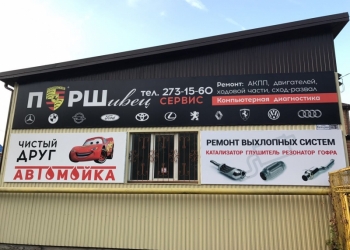 ПОРШивец
тел. 273-15-60
СЕРВИС
Ремонт: АКПП, двигателей,
ходовой части, сход-развал
Компьютерная диагностика
ЧИСТЫЙ
ДРУГ
АВТОМОЙКА
РЕМОНТ ВЫХЛОПНЫХ СИСТЕМ
КАТАЛИЗАТОР ГЛУШИТЕЛЬ РЕЗОНАТОР ГОФРА